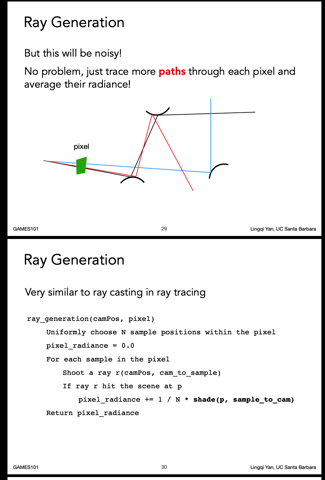 Ray Generation
But this will be noisy!
No problem, just trace more paths through each pixel and
average their radiance!
pixel
GAMES101
29
Lingqi Yan, UC Santa Barbara
Ray Generation
Very similar to ray casting in ray tracing
ray_generation(camPos, pixel)
Uniformly choose N sample positions within the pixel
pixel_radiance = 0.0
For each sample in the pixel
Shoot a ray r(camPos, cam_to_sample)
If ray r hit the scene at p
pixel_radiance += 1 / N * shade(p, sample_to_cam)
Return pixel_radiance
GAMES101
30
Lingqi Yan, UC Santa Barbara